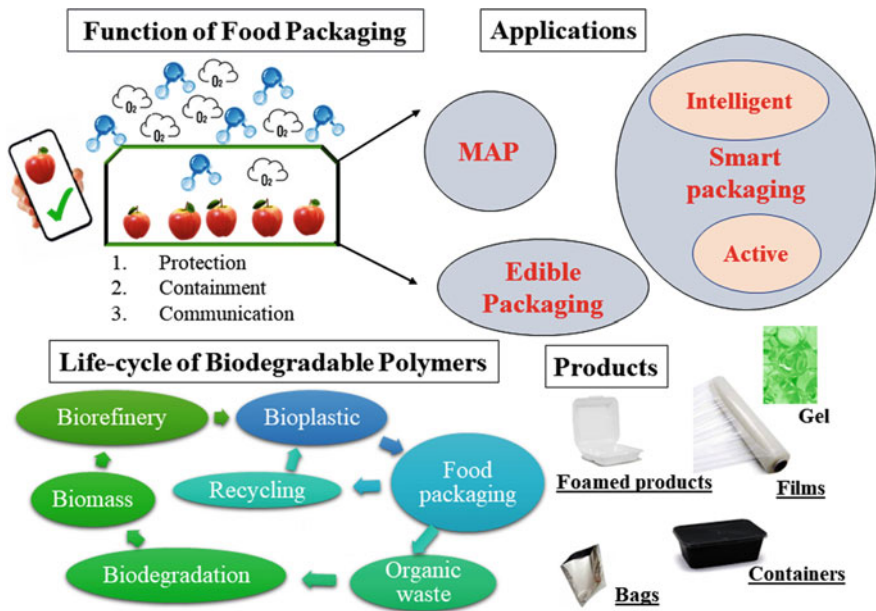 Function of Food Packaging
O2
O2
O2
O2
O2
O2
O2
1. Protection
2. Containment
3. Communication
Applications
MAP
Edible
Packaging
Intelligent
Smart
packaging
Active
Life-cycle of Biodegradable Polymers
Biorefinery
Bioplastic
Biomass
Recycling
Food
packaging
Biodegradation
Organic
waste
Products
Gel
Foamed products
Films
Bags
Containers